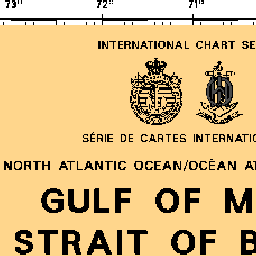 73° 72° 71°
INTERNATIONAL CHART SE
SÉRIE DE CARTES INTERNATIO
NORTH ATLANTIC OCEAN/OCÉAN AT
GULF OF M
STRAIT OF B